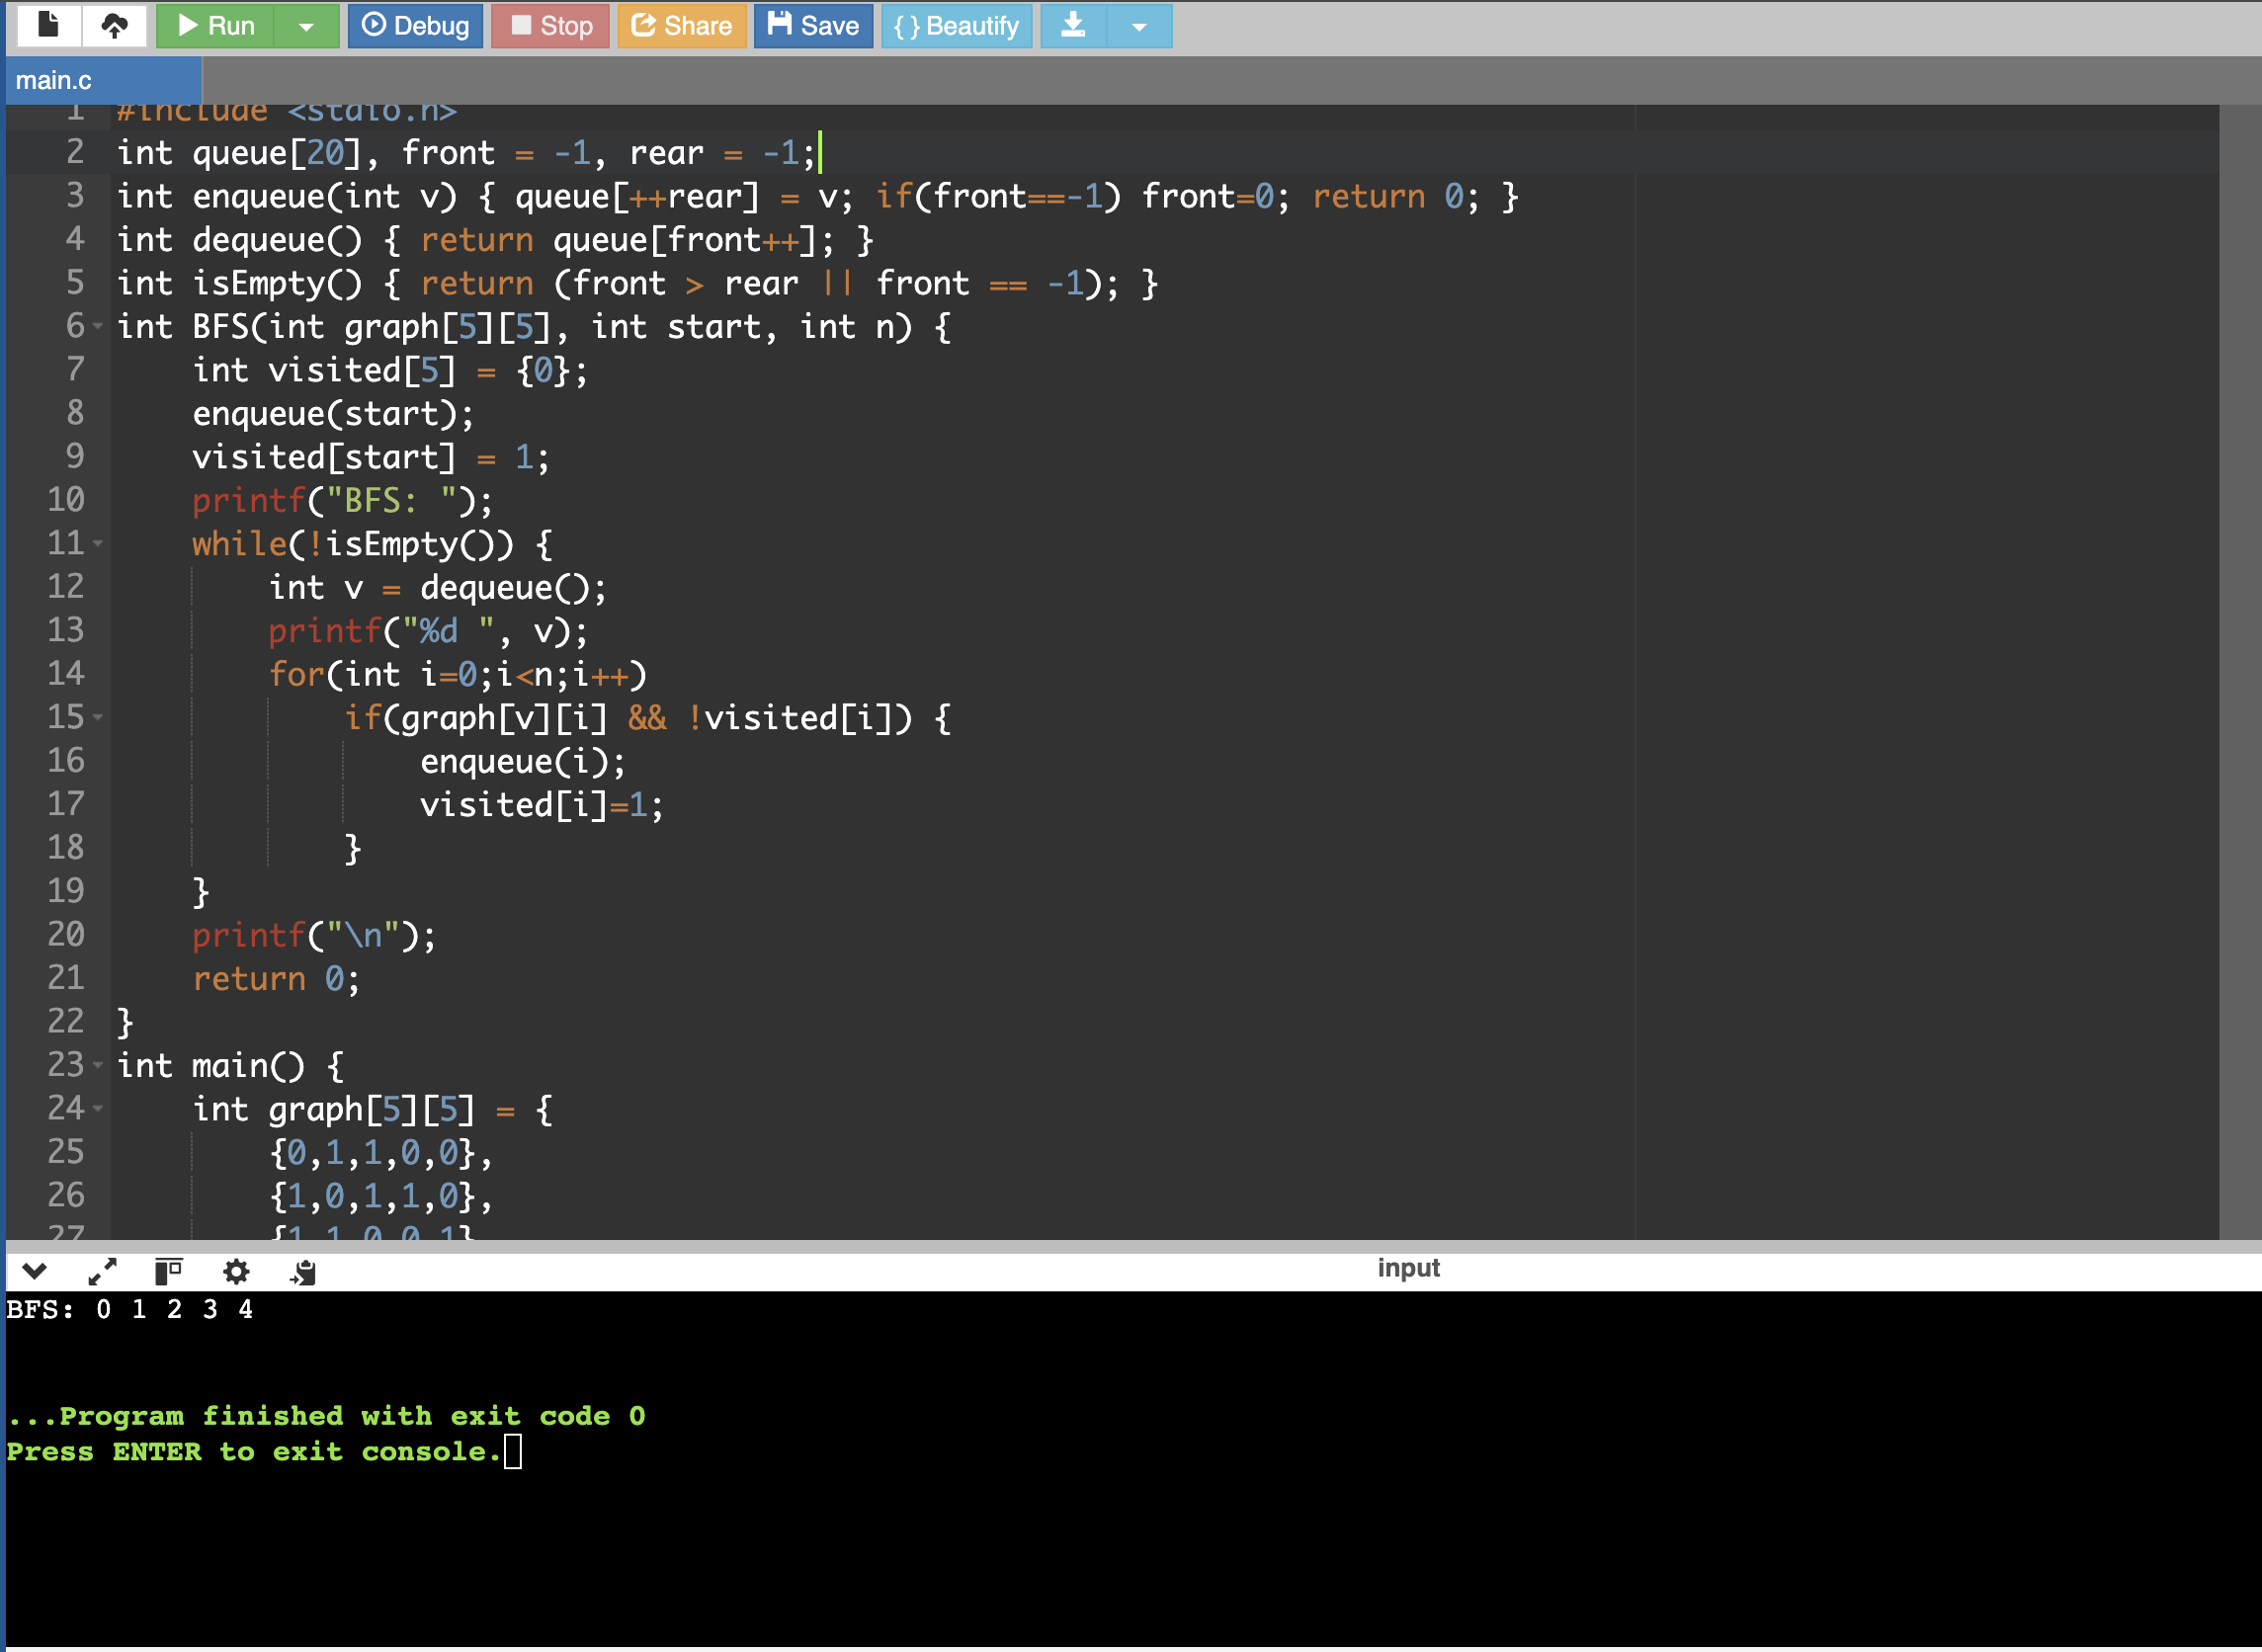 Run Debug Stop Share Save { } Beautify
main.c
1 #include <stdio.h>
2 int queue[20], front = -1, rear = -1;
3 int enqueue(int v) { queue[++rear] = v; if(front==-1) front=0; return 0; }
4 int dequeue() { return queue[front++]; }
5 int isEmpty() { return (front > rear || front == -1); }
6 int BFS(int graph[5][5], int start, int n) {
7 int visited[5] = {0};
8 enqueue(start);
9 visited[start] = 1;
10 printf("BFS: ");
11 while(!isEmpty()) {
12 int v = dequeue();
13 printf("%d ", v);
14 for(int i=0;i<n;i++)
15 if(graph[v][i] && !visited[i]) {
16 enqueue(i);
17 visited[i]=1;
18 }
19 }
20 printf("\n");
21 return 0;
22 }
23 int main() {
24 int graph[5][5] = {
25 {0,1,1,0,0},
26 {1,0,1,1,0},
27 {1,1,0,0,1}
input
BFS: 0 1 2 3 4
...Program finished with exit code 0
Press ENTER to exit console.